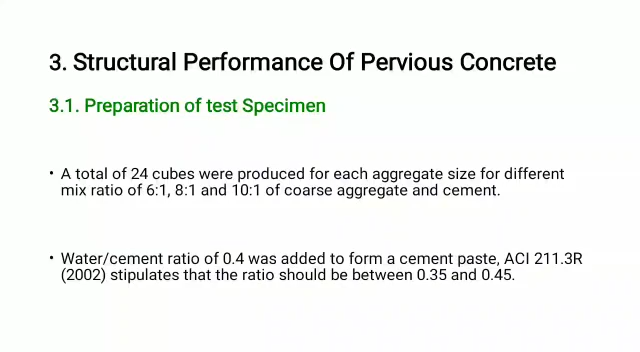 3. Structural Performance Of Pervious Concrete
3.1. Preparation of test Specimen
• A total of 24 cubes were produced for each aggregate size for different
mix ratio of 6:1, 8:1 and 10:1 of coarse aggregate and cement.
• Water/cement ratio of 0.4 was added to form a cement paste, ACI 211.3R
(2002) stipulates that the ratio should be between 0.35 and 0.45.